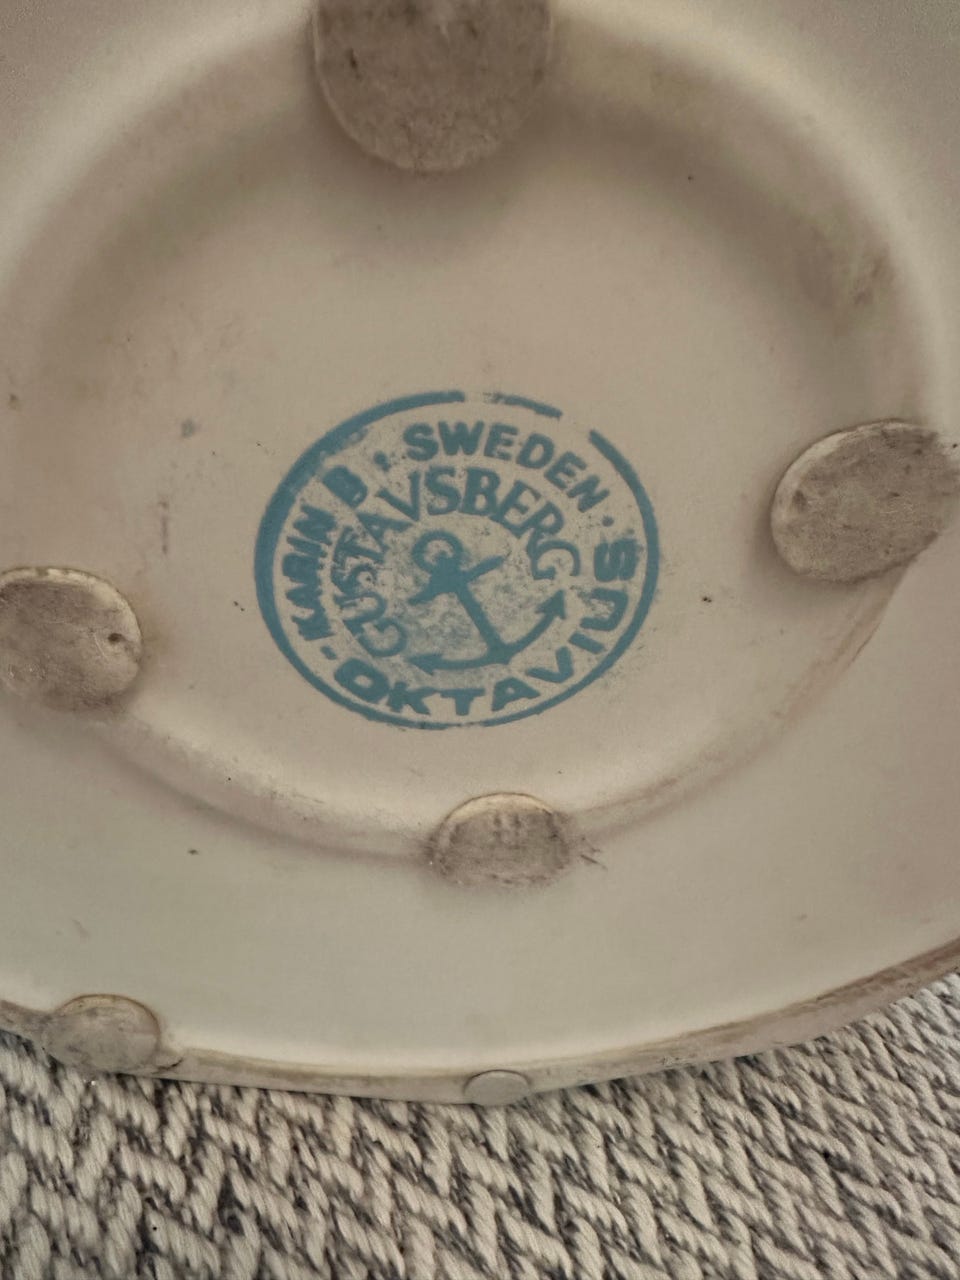 KARIN B · SWEDEN · OKTAVIUS -
GUSTAVSBERG